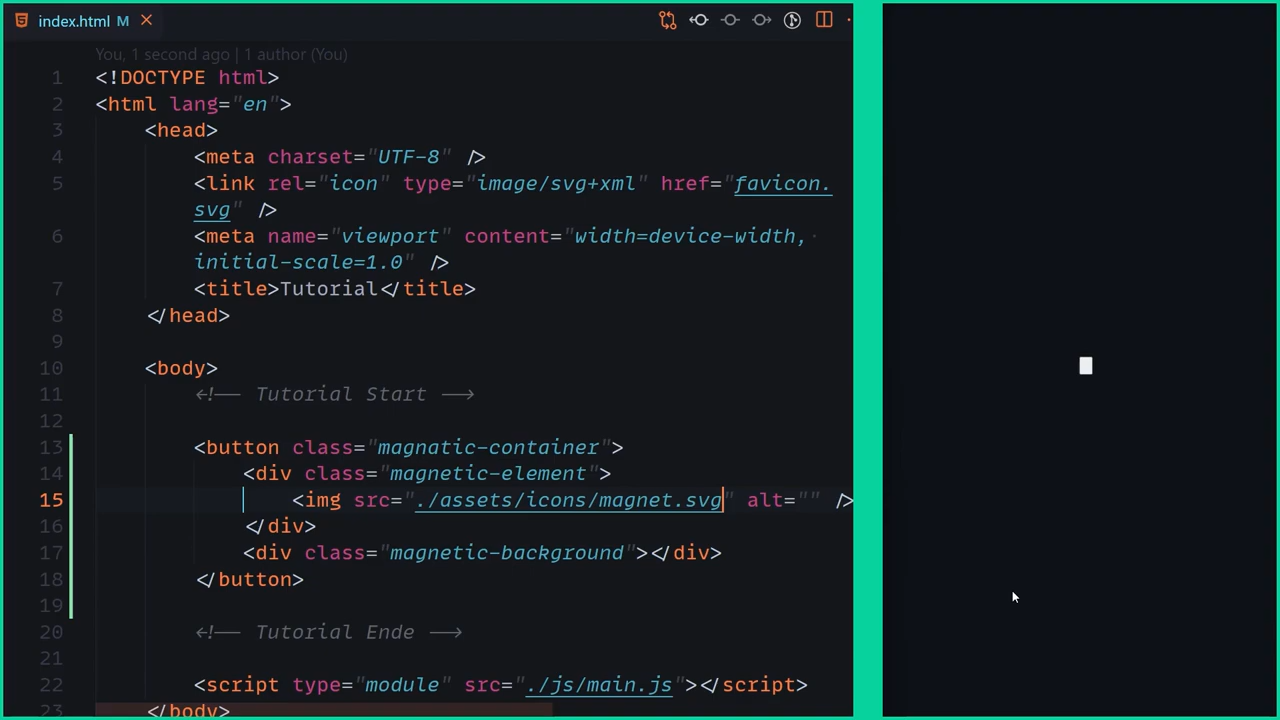 index.html M
You, 1 second ago | 1 author (You)
1 <!DOCTYPE html>
2 <html lang="en">
3 <head>
4 <meta charset="UTF-8" />
5 <link rel="icon" type="image/svg+xml" href="favicon.
svg" />
6 <meta name="viewport" content="width=device-width,
initial-scale=1.0" />
7 <title>Tutorial</title>
8 </head>
9
10 <body>
11 <!-- Tutorial Start -->
12
13 <button class="magnatic-container">
14 <div class="magnetic-element">
15 <img src="./assets/icons/magnet.svg" alt="" />
16 </div>
17 <div class="magnetic-background"></div>
18 </button>
19
20 <!-- Tutorial Ende -->
21
22 <script type="module" src="./js/main.js"></script>
23 </body>